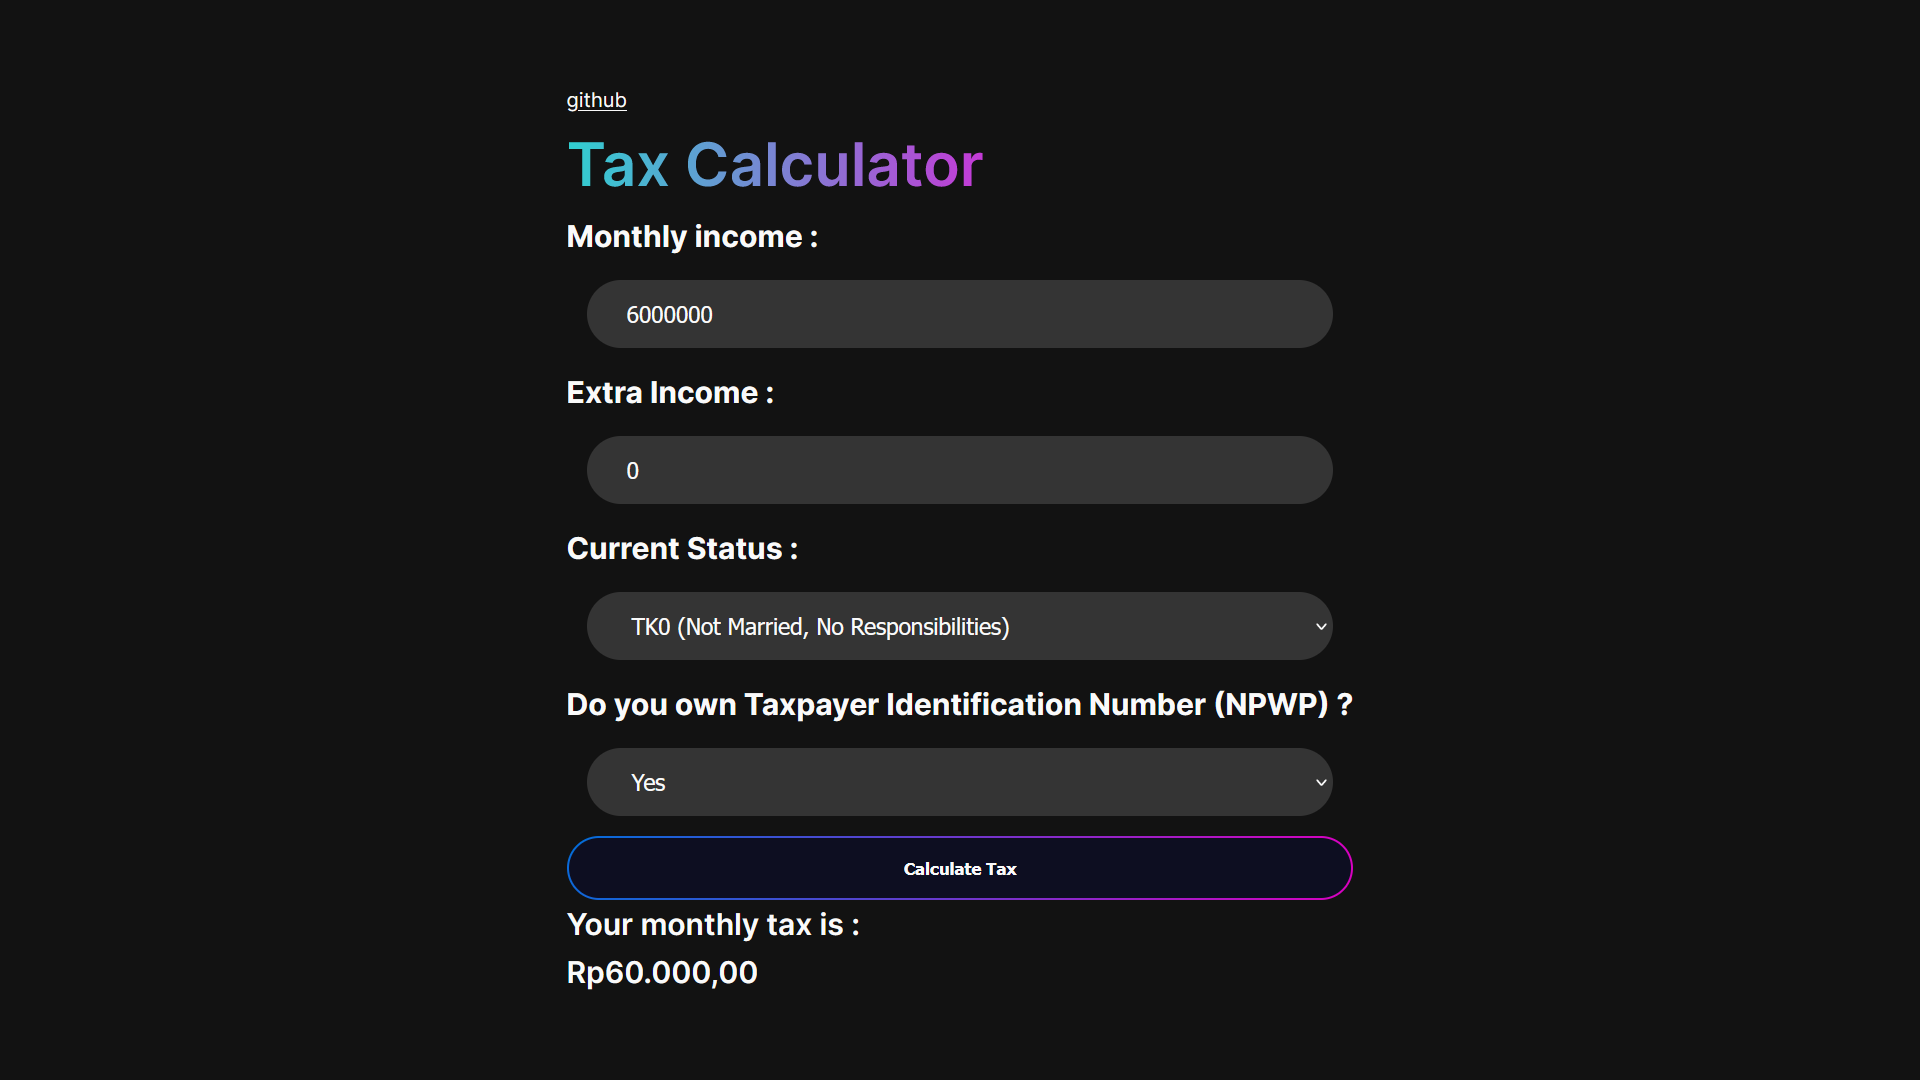 github
Tax Calculator
Monthly income :
6000000
Extra Income :
0
Current Status :
TK0 (Not Married, No Responsibilities)
Do you own Taxpayer Identification Number (NPWP) ?
Yes
Calculate Tax
Your monthly tax is :
Rp60.000,00